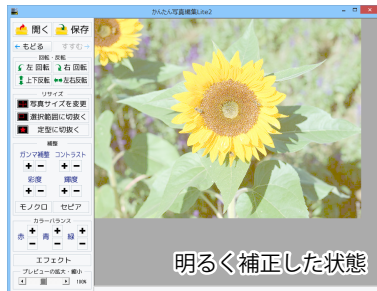 かんたん写真編集Lite2
開く 保存
←もどる すすむ→
回転・反転
左回転 右回転
上下反転 左右反転
リサイズ
写真サイズを変更
選択範囲に切抜く
定型に切抜く
補整
ガンマ補整 コントラスト
+ − + −
彩度 輝度
+ − + −
モノクロ セピア
カラーバランス
赤 + − 青 + − 緑 + −
エフェクト
プレビューの拡大・縮小
100%
明るく補正した状態